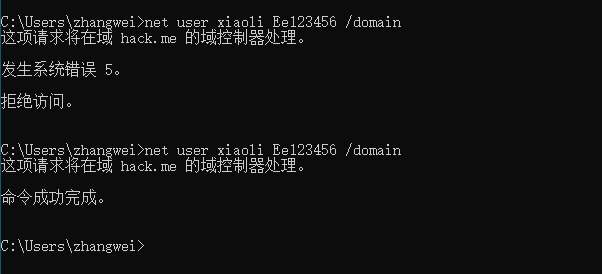 C:\Users\zhangwei>net user xiaoli Ee123456 /domain
这项请求将在域 hack.me 的域控制器处理。
发生系统错误 5。
拒绝访问。
C:\Users\zhangwei>net user xiaoli Ee123456 /domain
这项请求将在域 hack.me 的域控制器处理。
命令成功完成。
C:\Users\zhangwei>